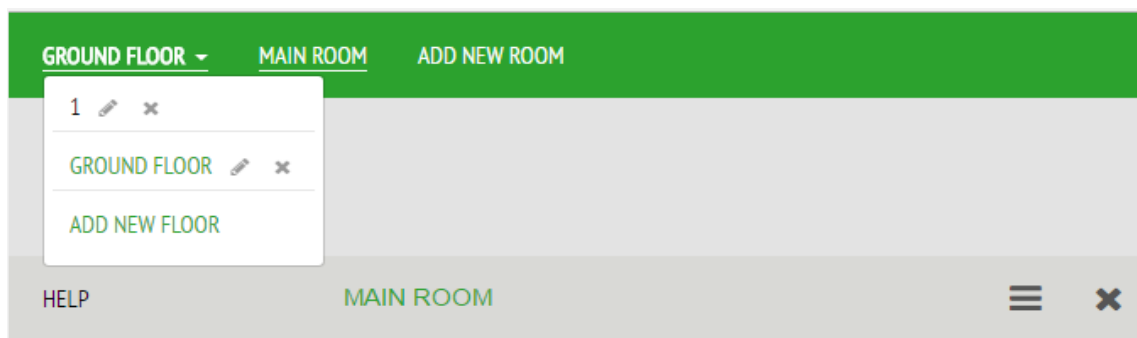 GROUND FLOOR MAIN ROOM ADD NEW ROOM
1
GROUND FLOOR
ADD NEW FLOOR
HELP MAIN ROOM